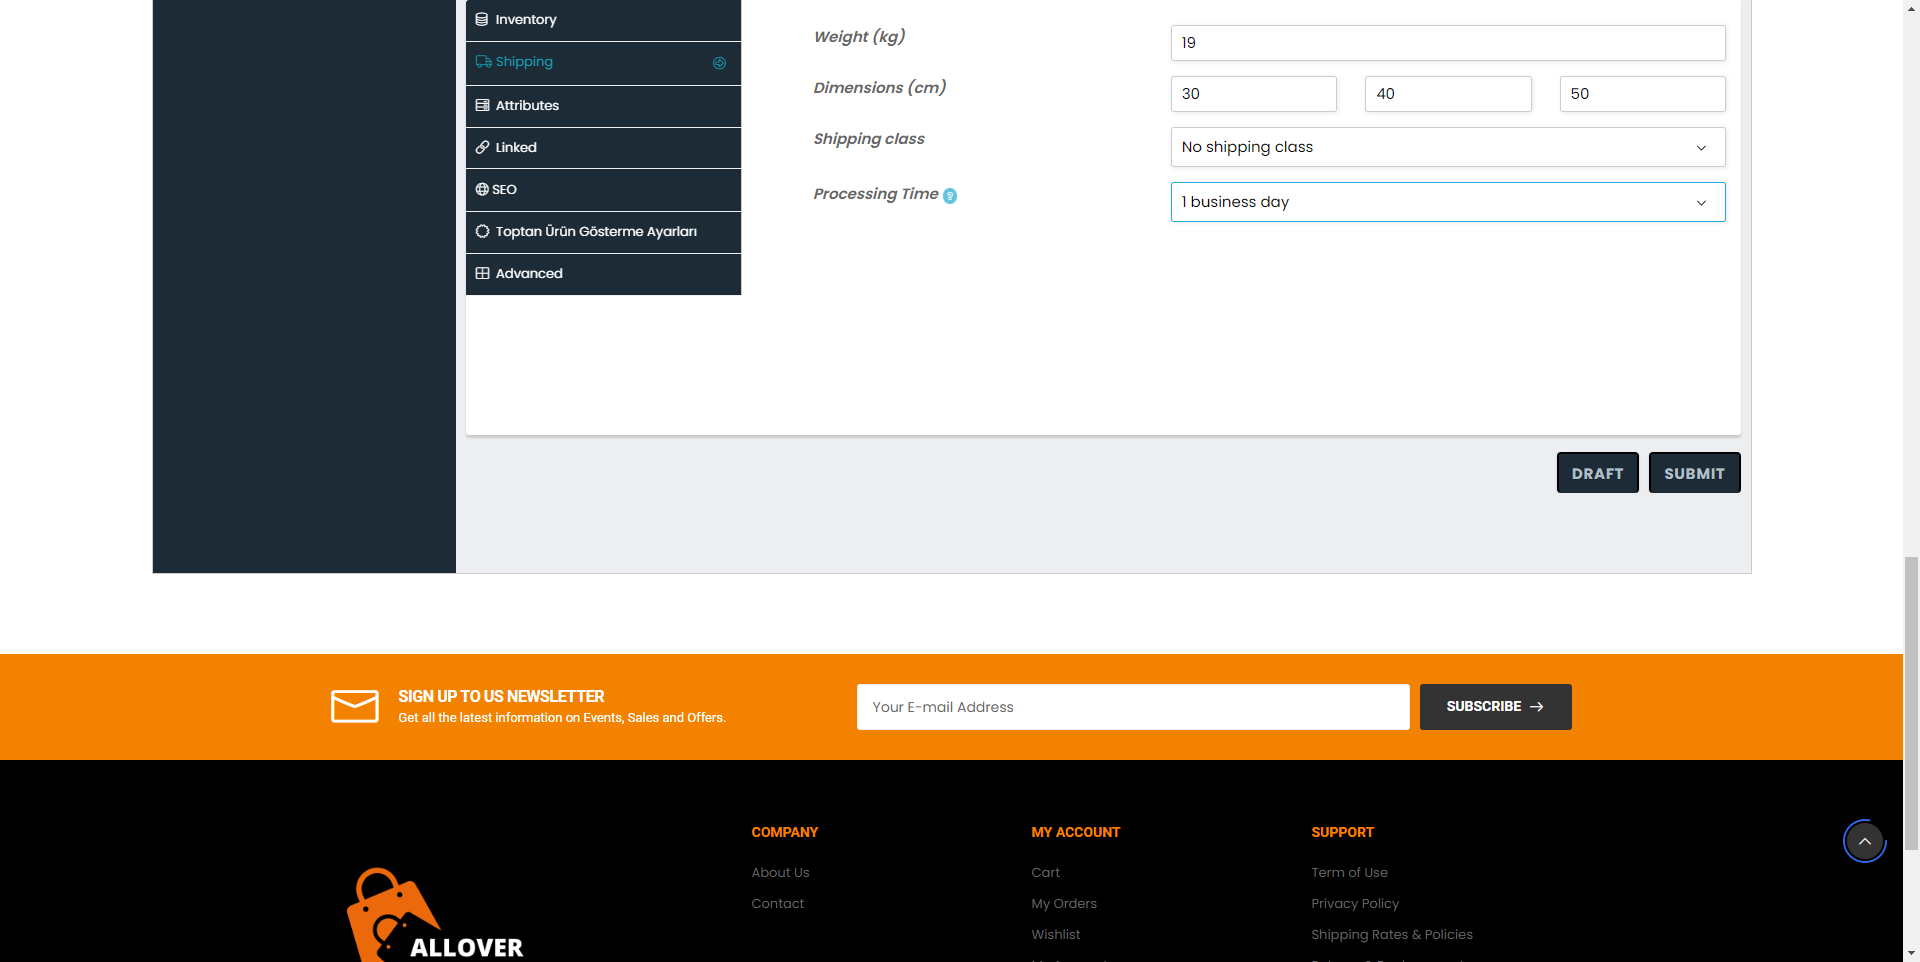 Inventory
Shipping
Attributes
Linked
SEO
Toptan Ürün Gösterme Ayarları
Advanced
Weight (kg)
19
Dimensions (cm)
30 40 50
Shipping class
No shipping class
Processing Time ?
1 business day
DRAFT SUBMIT
SIGN UP TO US NEWSLETTER
Get all the latest information on Events, Sales and Offers.
Your E-mail Address
SUBSCRIBE
ALLOVER
COMPANY
About Us
Contact
MY ACCOUNT
Cart
My Orders
Wishlist
SUPPORT
Term of Use
Privacy Policy
Shipping Rates & Policies